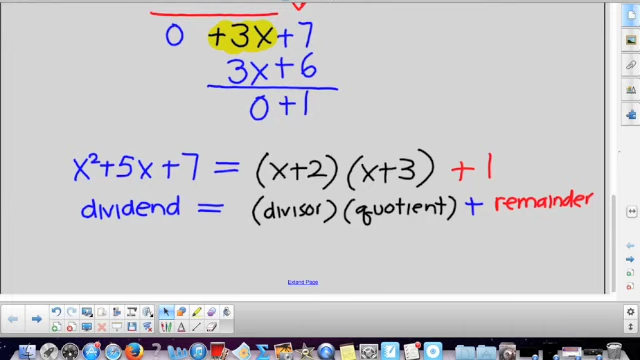 0 +3x+7
3x+6
0+1
x²+5x+7 = (x+2)(x+3) +1
dividend = (divisor)(quotient) + remainder
Extend Page